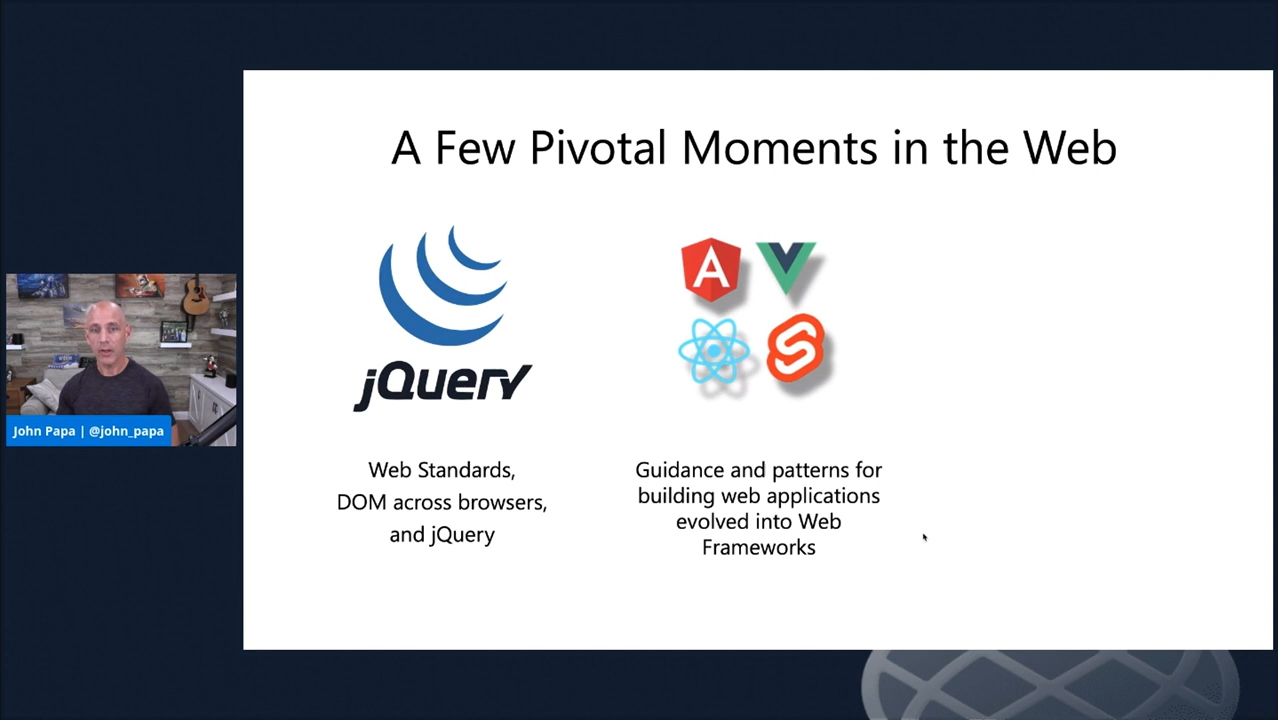 A Few Pivotal Moments in the Web
jQuery
Web Standards,
DOM across browsers,
and jQuery
Guidance and patterns for
building web applications
evolved into Web
Frameworks
John Papa | @john_papa